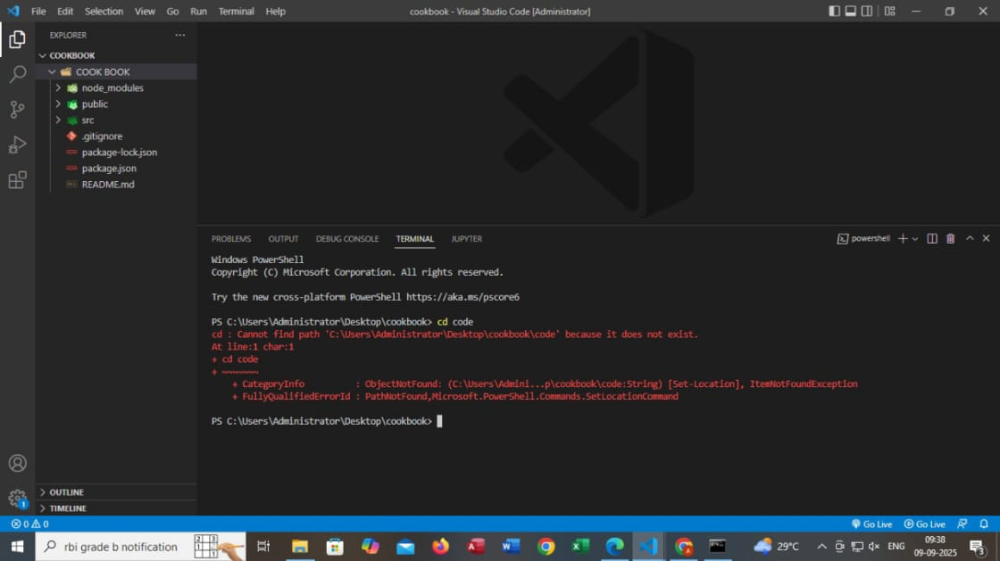 File Edit Selection View Go Run Terminal Help
cookbook - Visual Studio Code [Administrator]
EXPLORER
COOKBOOK
COOK BOOK
node_modules
public
src
.gitignore
package-lock.json
package.json
README.md
OUTLINE
TIMELINE
PROBLEMS OUTPUT DEBUG CONSOLE TERMINAL JUPYTER
powershell
Windows PowerShell
Copyright (C) Microsoft Corporation. All rights reserved.
Try the new cross-platform PowerShell https://aka.ms/pscore6
PS C:\Users\Administrator\Desktop\cookbook> cd code
cd : Cannot find path 'C:\Users\Administrator\Desktop\cookbook\code' because it does not exist.
At line:1 char:1
+ cd code
+ ~~~~~~~
+ CategoryInfo : ObjectNotFound: (C:\Users\Admini...p\cookbook\code:String) [Set-Location], ItemNotFoundException
+ FullyQualifiedErrorId : PathNotFound,Microsoft.PowerShell.Commands.SetLocationCommand
PS C:\Users\Administrator\Desktop\cookbook>
1
0 0
Go Live Go Live
rbi grade b notification
29°C
ENG
09:38
09-09-2025
3